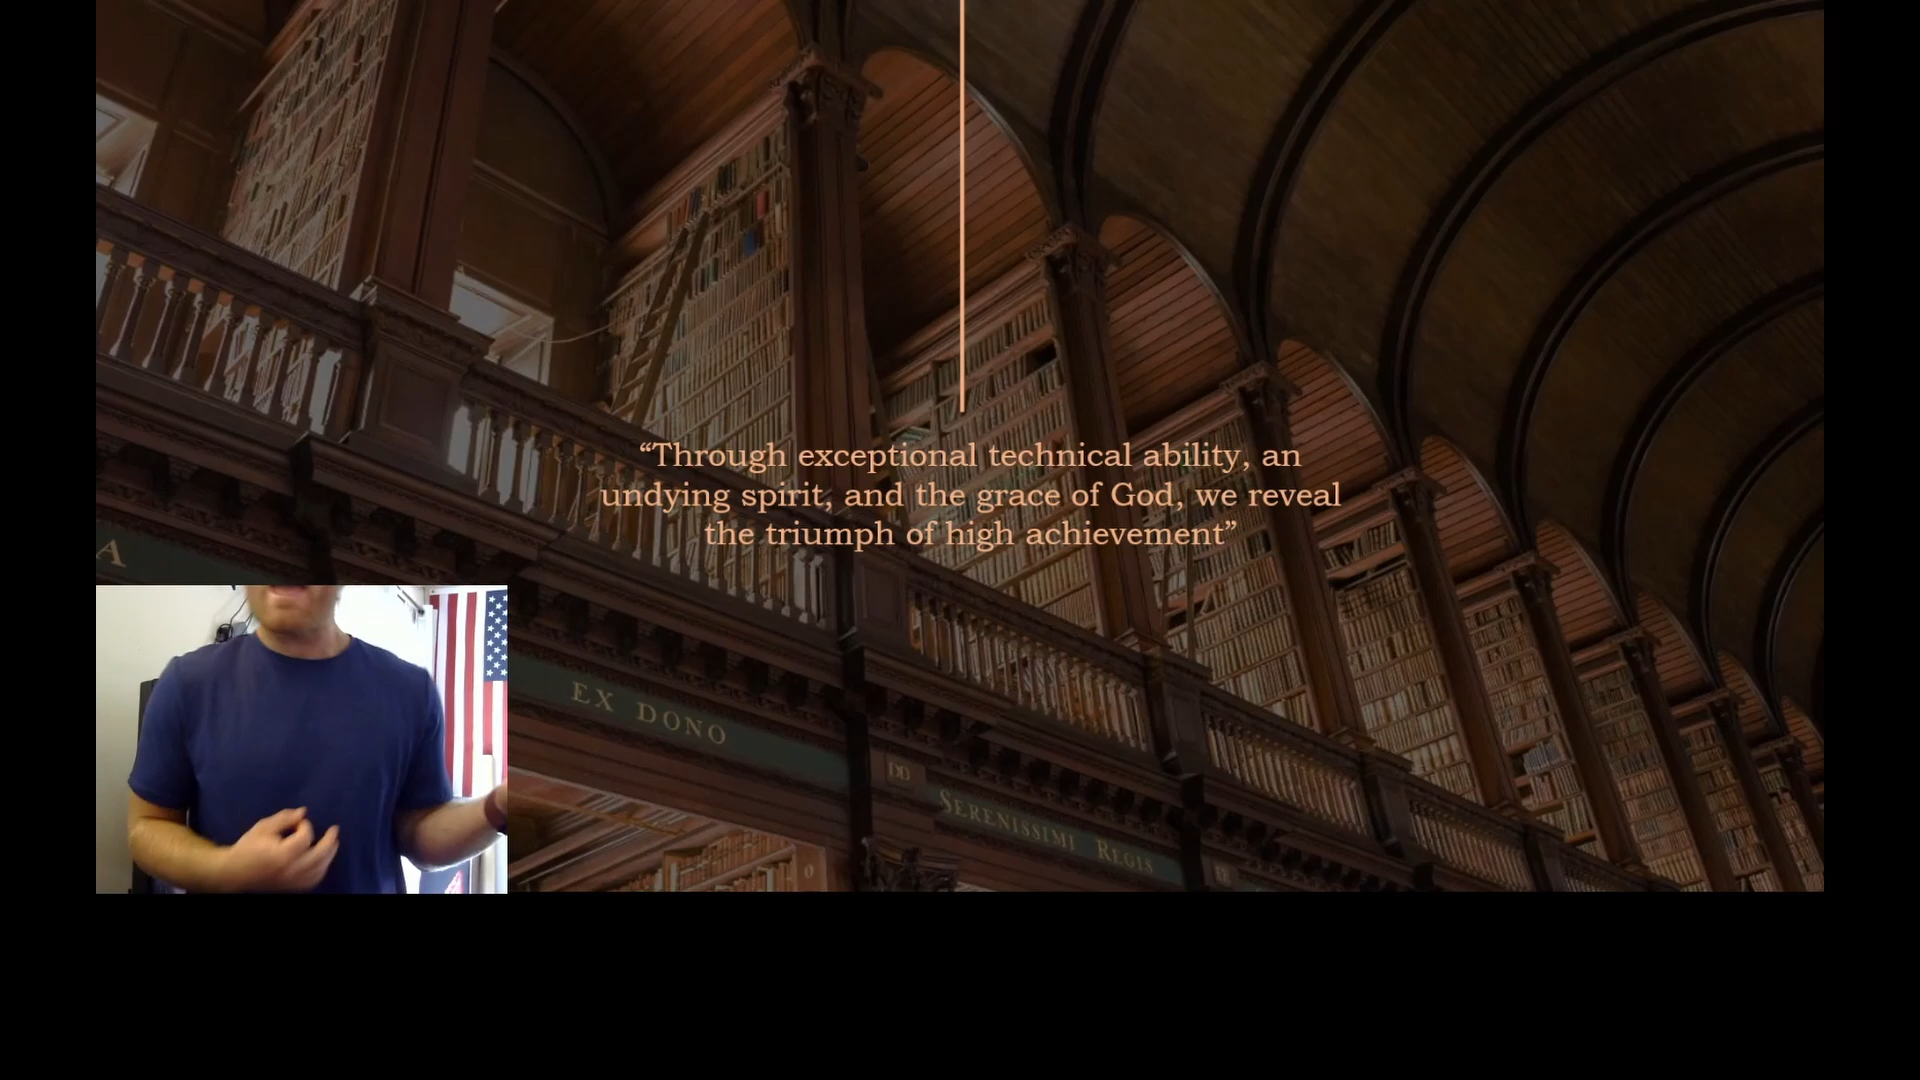 “Through exceptional technical ability, an
undying spirit, and the grace of God, we reveal
the triumph of high achievement”
A
EX DONO
DD
SERENISSIMI REGIS